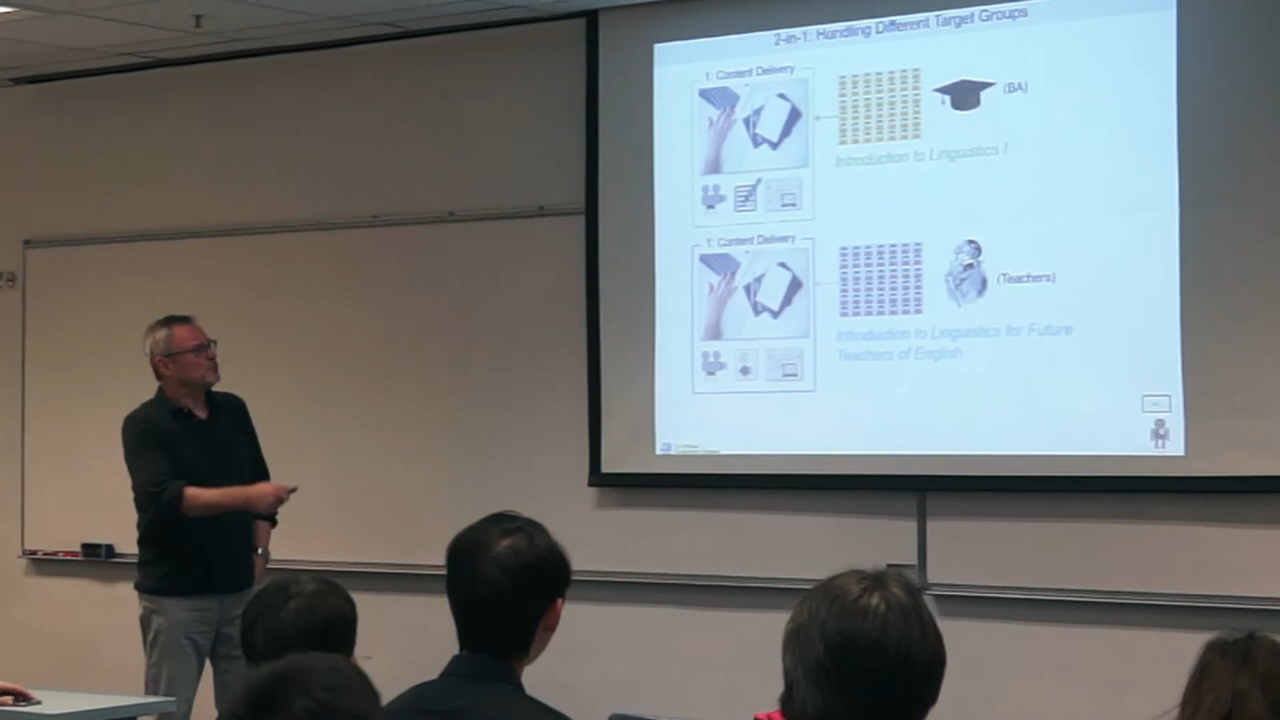 2-in-1: Handling Different Target Groups
1: Content Delivery
(BA)
Introduction to Linguistics I
1: Content Delivery
(Teachers)
Introduction to Linguistics for Future
Teachers of English